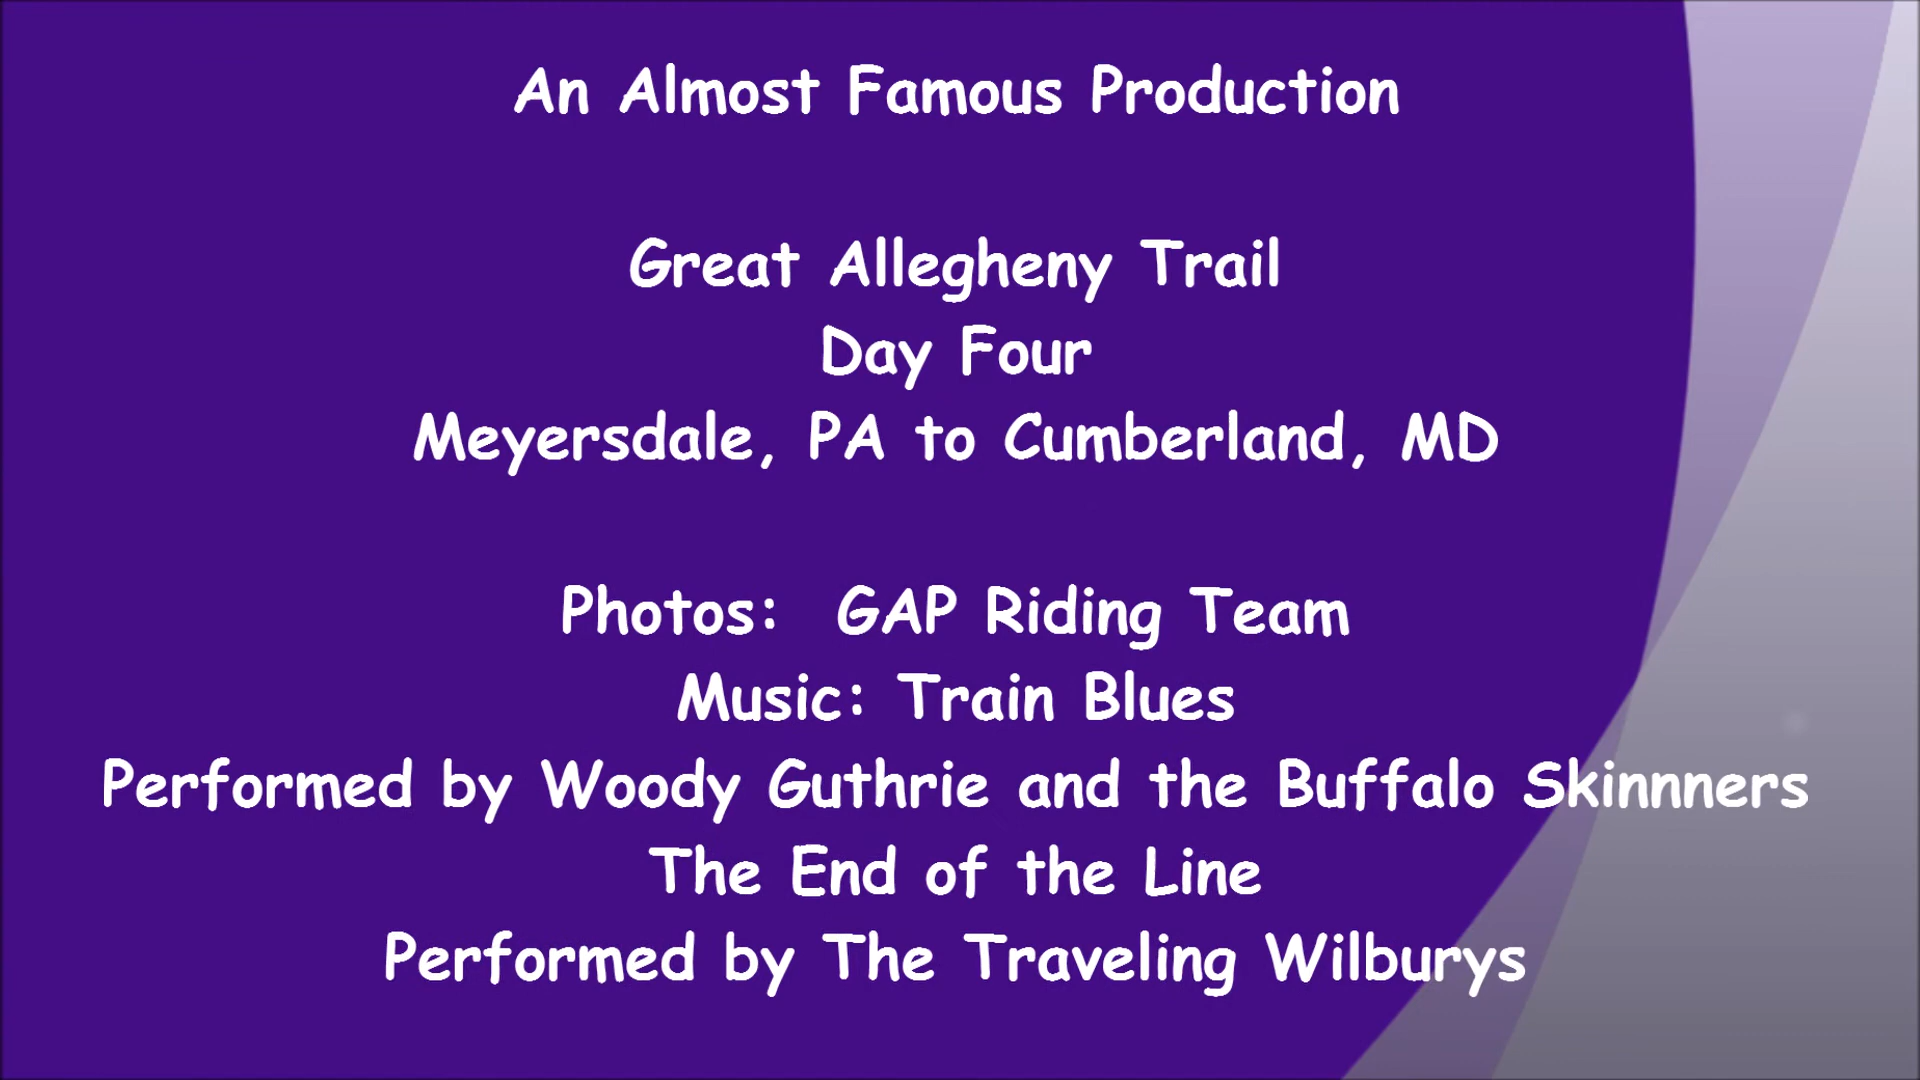 An Almost Famous Production
Great Allegheny Trail
Day Four
Meyersdale, PA to Cumberland, MD
Photos:  GAP Riding Team
Music: Train Blues
Performed by Woody Guthrie and the Buffalo Skinnners
The End of the Line
Performed by The Traveling Wilburys